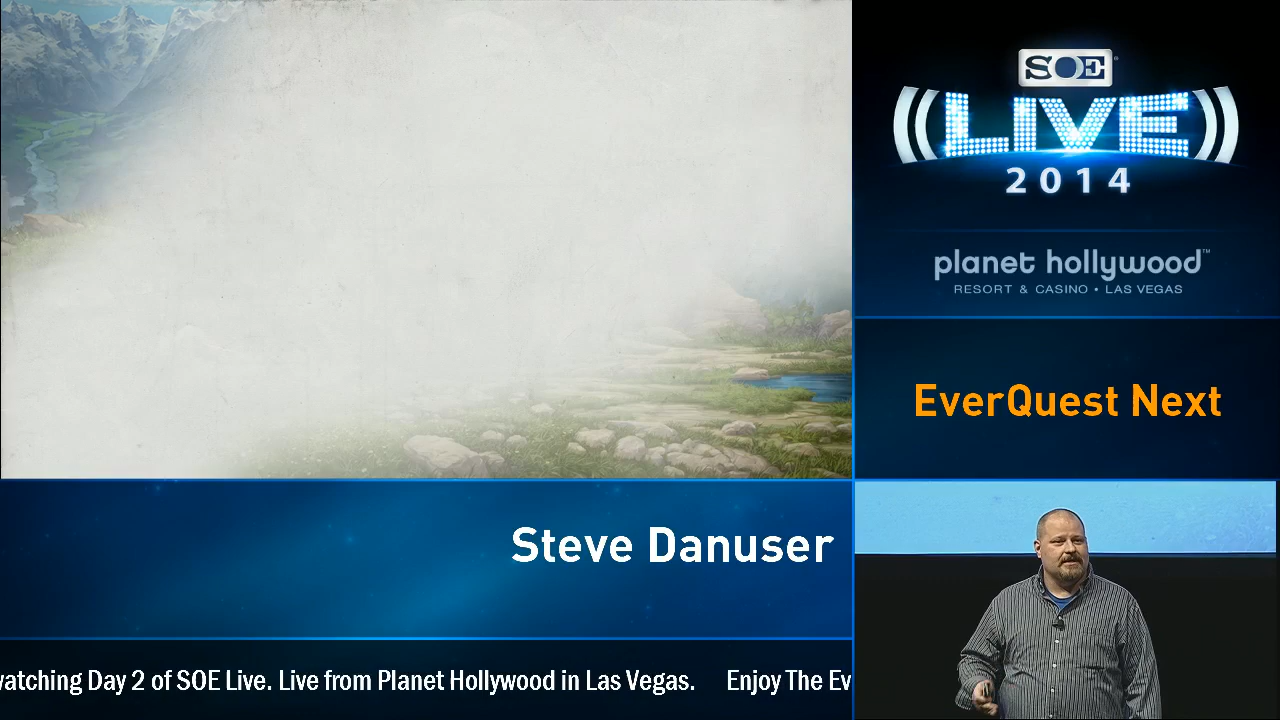 SOE
LIVE
2014
planet hollywood™
RESORT & CASINO • LAS VEGAS
EverQuest Next
Steve Danuser
watching Day 2 of SOE Live. Live from Planet Hollywood in Las Vegas. Enjoy The Ev